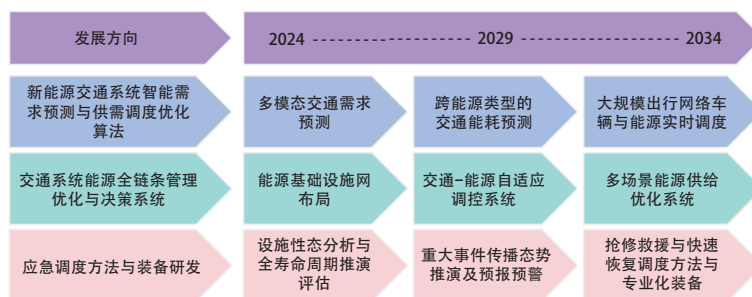 发展方向
2024
2029
2034
新能源交通系统智能需
求预测与供需调度优化
算法
多模态交通需求
预测
跨能源类型的
交通能耗预测
大规模出行网络车
辆与能源实时调度
交通系统能源全链条管理
优化与决策系统
能源基础设施网
布局
交通-能源自适应
调控系统
多场景能源供给
优化系统
应急调度方法与装备研发
设施性态分析与
全寿命周期推演
评估
重大事件传播态势
推演及预报预警
抢修救援与快速
恢复调度方法与
专业化装备